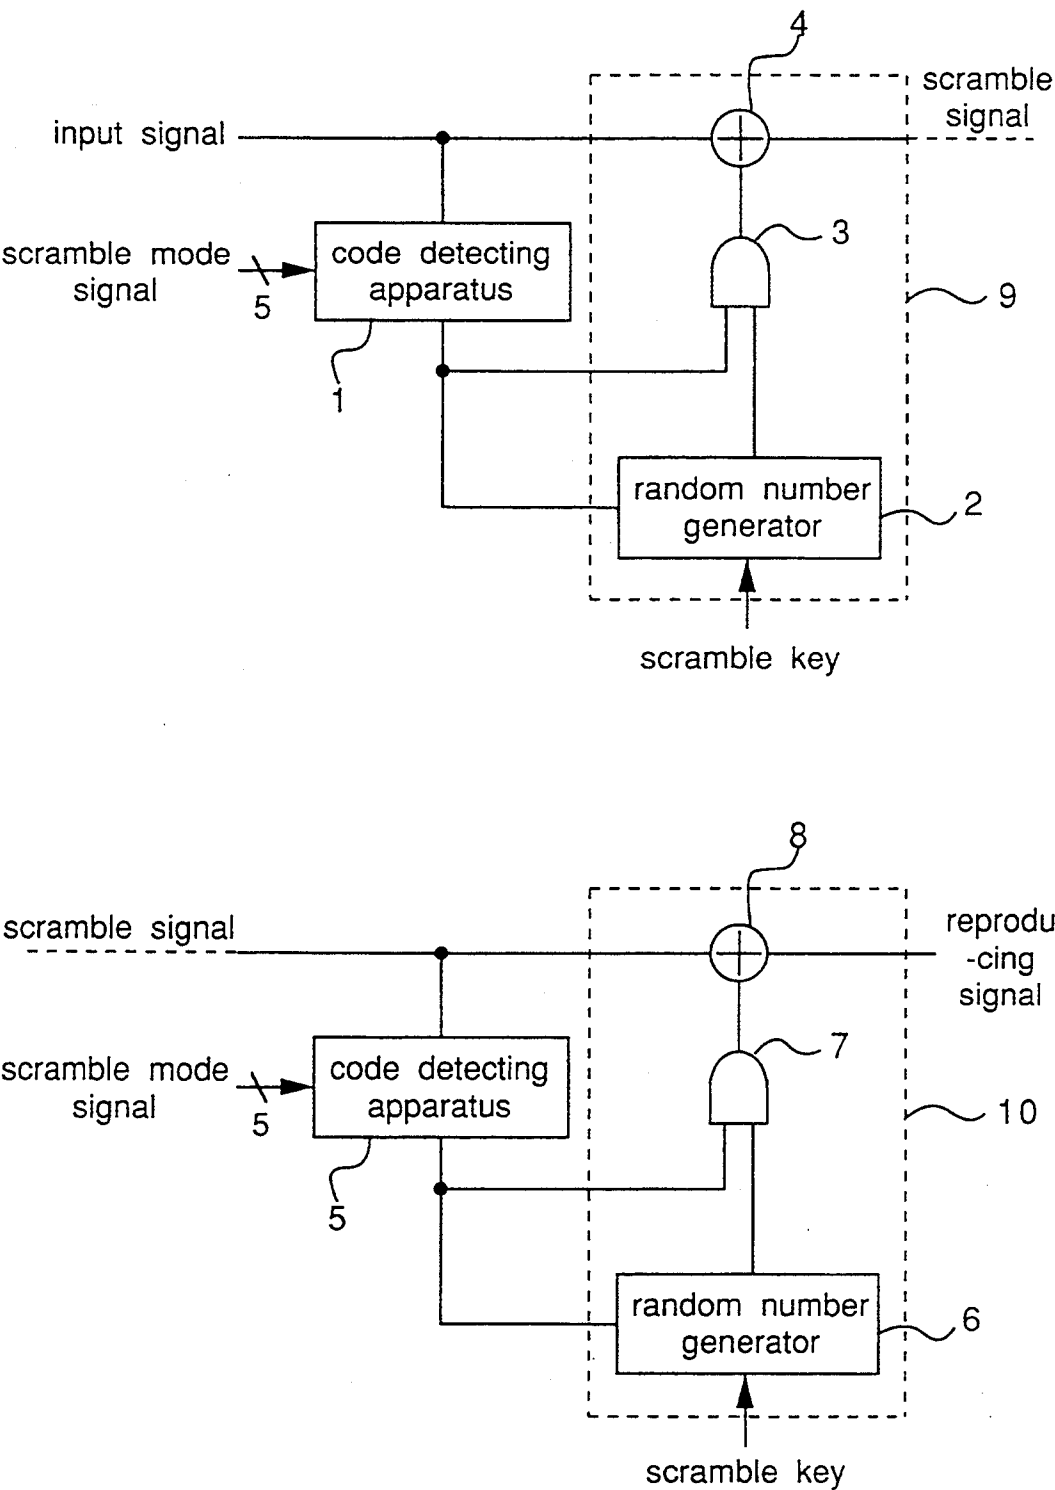 4
scramble
signal
input signal
3
scramble mode
signal
5
code detecting
apparatus
9
1
random number
generator
2
scramble key
8
scramble signal
reprodu
-cing
signal
7
scramble mode
signal
5
code detecting
apparatus
10
5
random number
generator
6
scramble key